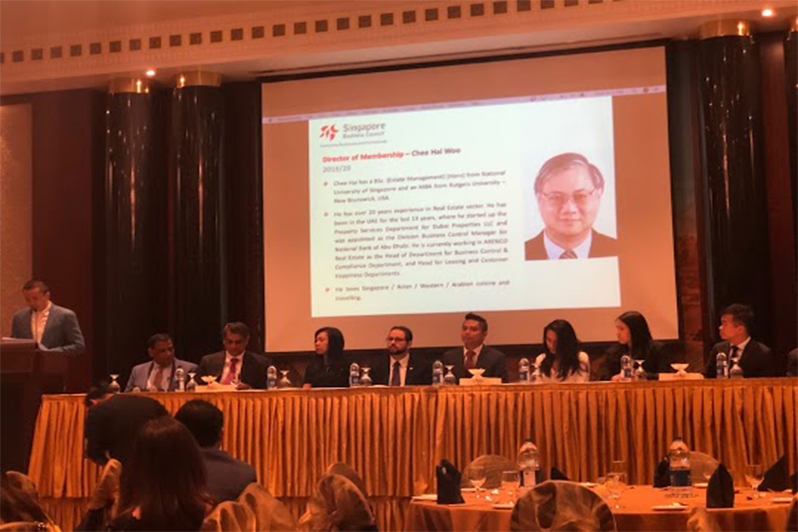 Singapore
Business Council
Director of Membership – Chee Hai Woo
2019/20
Chee Hai has a BSc. (Estate Management) (Hons) from National
University of Singapore and an MBA from Rutgers University –
New Brunswick, USA
He has over 20 years experience in Real Estate sector. He has
been in the UAE for the last 14 years, where he started up the
Property Services Department for Dubai Properties LLC and
was appointed as the Division Business Control Manager for
National Bank of Abu Dhabi. He is currently working in ARENCO
Real Estate as the Head of Department for Business Control &
Compliance Department, and Head for Leasing and Customer
Happiness Departments.
He loves Singapore / Asian / Western / Arabian cuisine and
travelling.